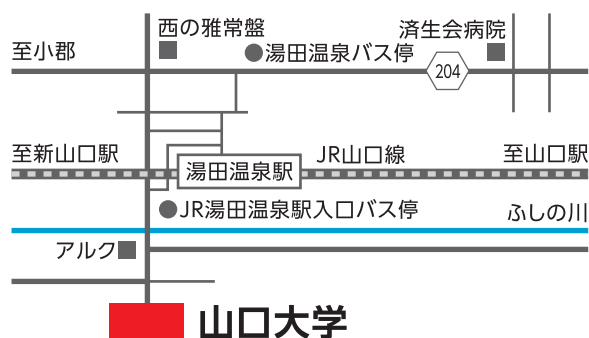 西の雅常盤
済生会病院
至小郡
湯田温泉バス停
204
至新山口駅
湯田温泉駅
JR山口線
至山口駅
JR湯田温泉駅入口バス停
ふしの川
アルク
山口大学